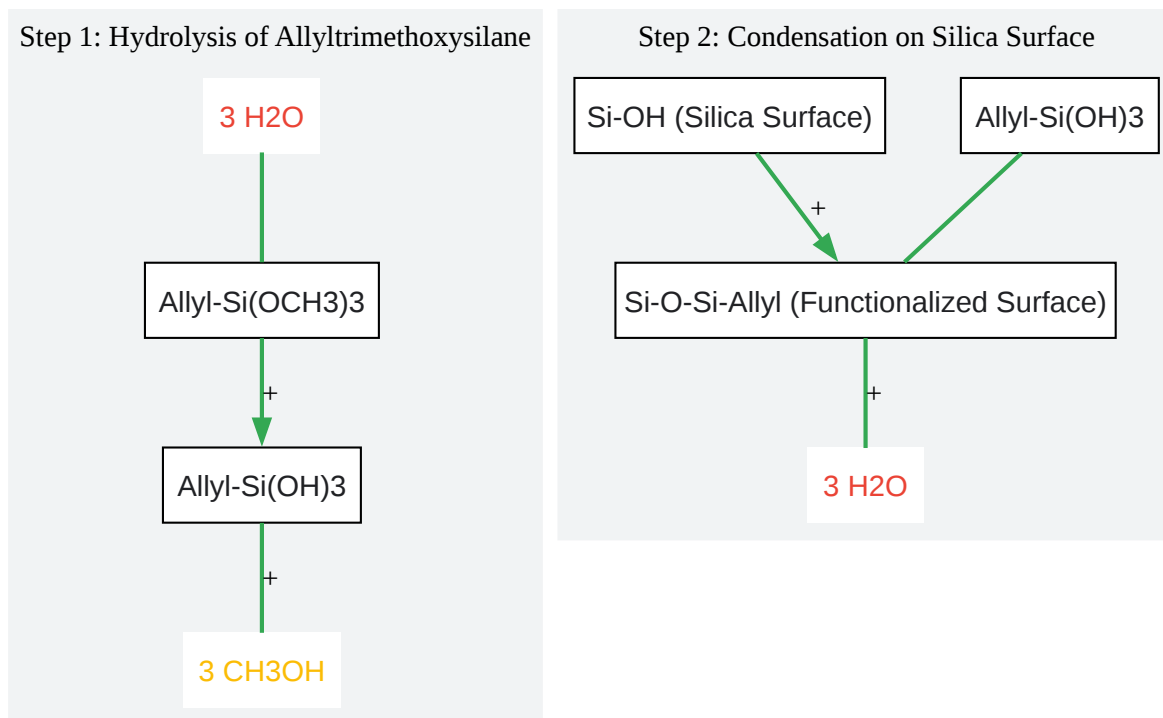 Step 1: Hydrolysis of Allyltrimethoxysilane
3 H2O
Allyl-Si(OCH3)3
+
Allyl-Si(OH)3
+
3 CH3OH
Step 2: Condensation on Silica Surface
Si-OH (Silica Surface)
Allyl-Si(OH)3
+
Si-O-Si-Allyl (Functionalized Surface)
+
3 H2O